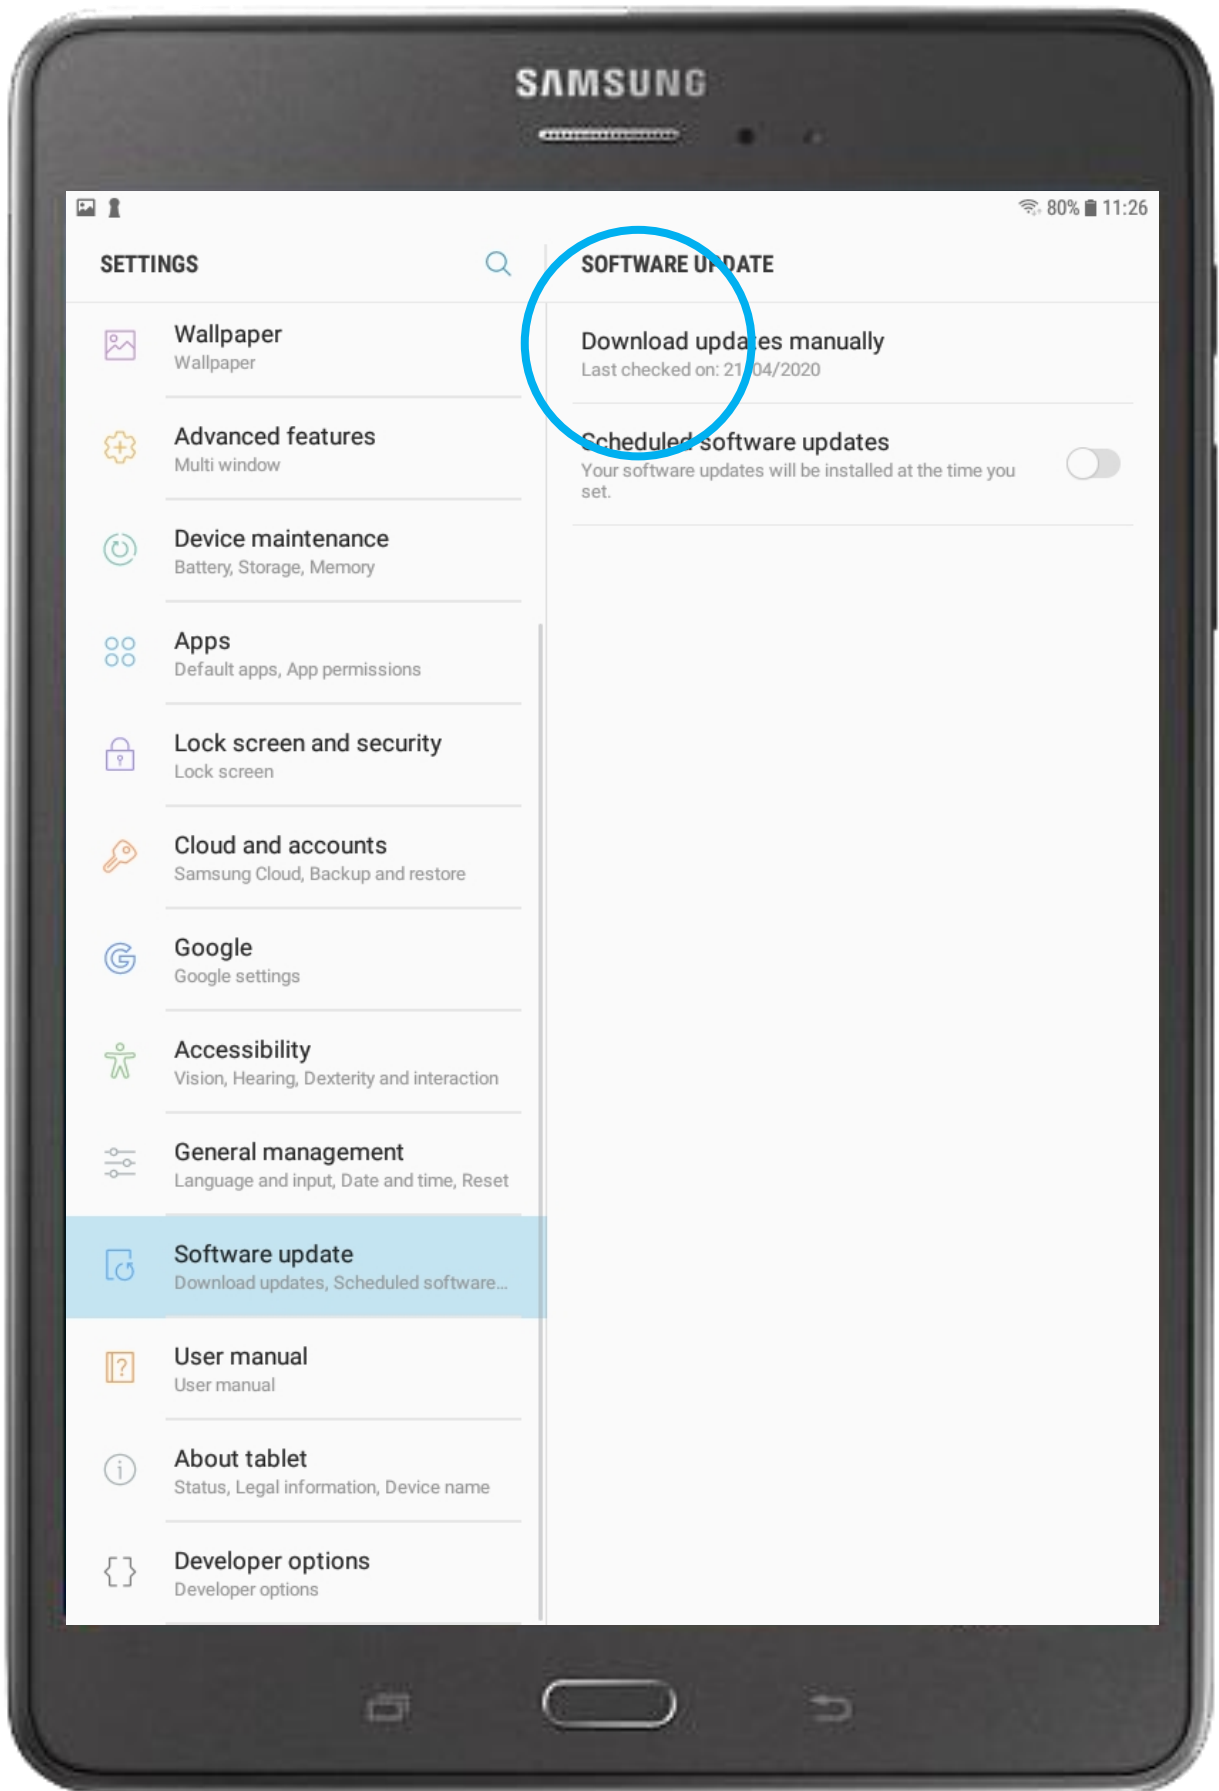 SAMSUNG
80% 11:26
SETTINGS
Wallpaper
Wallpaper
Advanced features
Multi window
Device maintenance
Battery, Storage, Memory
Apps
Default apps, App permissions
Lock screen and security
Lock screen
Cloud and accounts
Samsung Cloud, Backup and restore
Google
Google settings
Accessibility
Vision, Hearing, Dexterity and interaction
General management
Language and input, Date and time, Reset
Software update
Download updates, Scheduled software...
User manual
User manual
About tablet
Status, Legal information, Device name
Developer options
Developer options
SOFTWARE UPDATE
Download updates manually
Last checked on: 21/04/2020
Scheduled software updates
Your software updates will be installed at the time you
set.